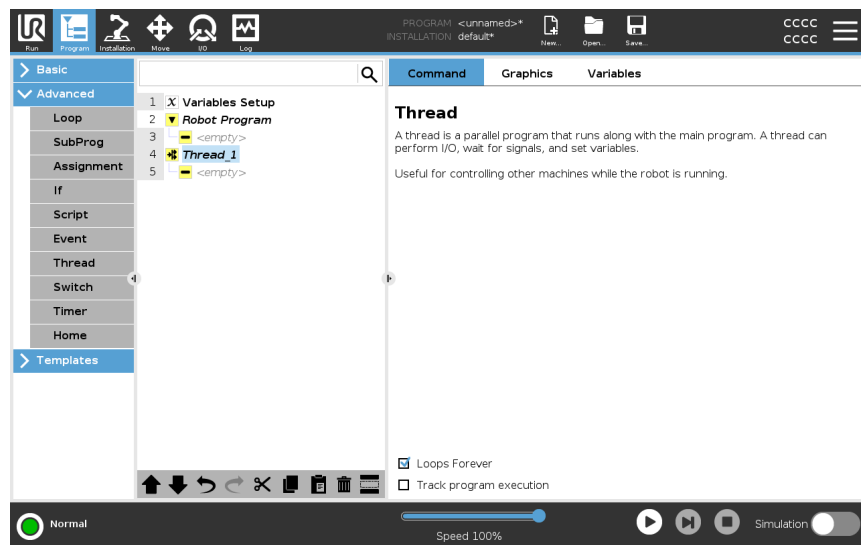 UR
PROGRAM <unnamed>*
INSTALLATION default*
Run
Program
Installation
Move
I/O
Log
New...
Open...
Save...
cccc
cccc
Basic
Advanced
Loop
SubProg
Assignment
If
Script
Event
Thread
Switch
Timer
Home
Templates
1 X Variables Setup
2 Robot Program
3 <empty>
4 Thread_1
5 <empty>
Command Graphics Variables
Thread
A thread is a parallel program that runs along with the main program. A thread can
perform I/O, wait for signals, and set variables.
Useful for controlling other machines while the robot is running.
Loops Forever
Track program execution
Normal
Speed 100%
Simulation